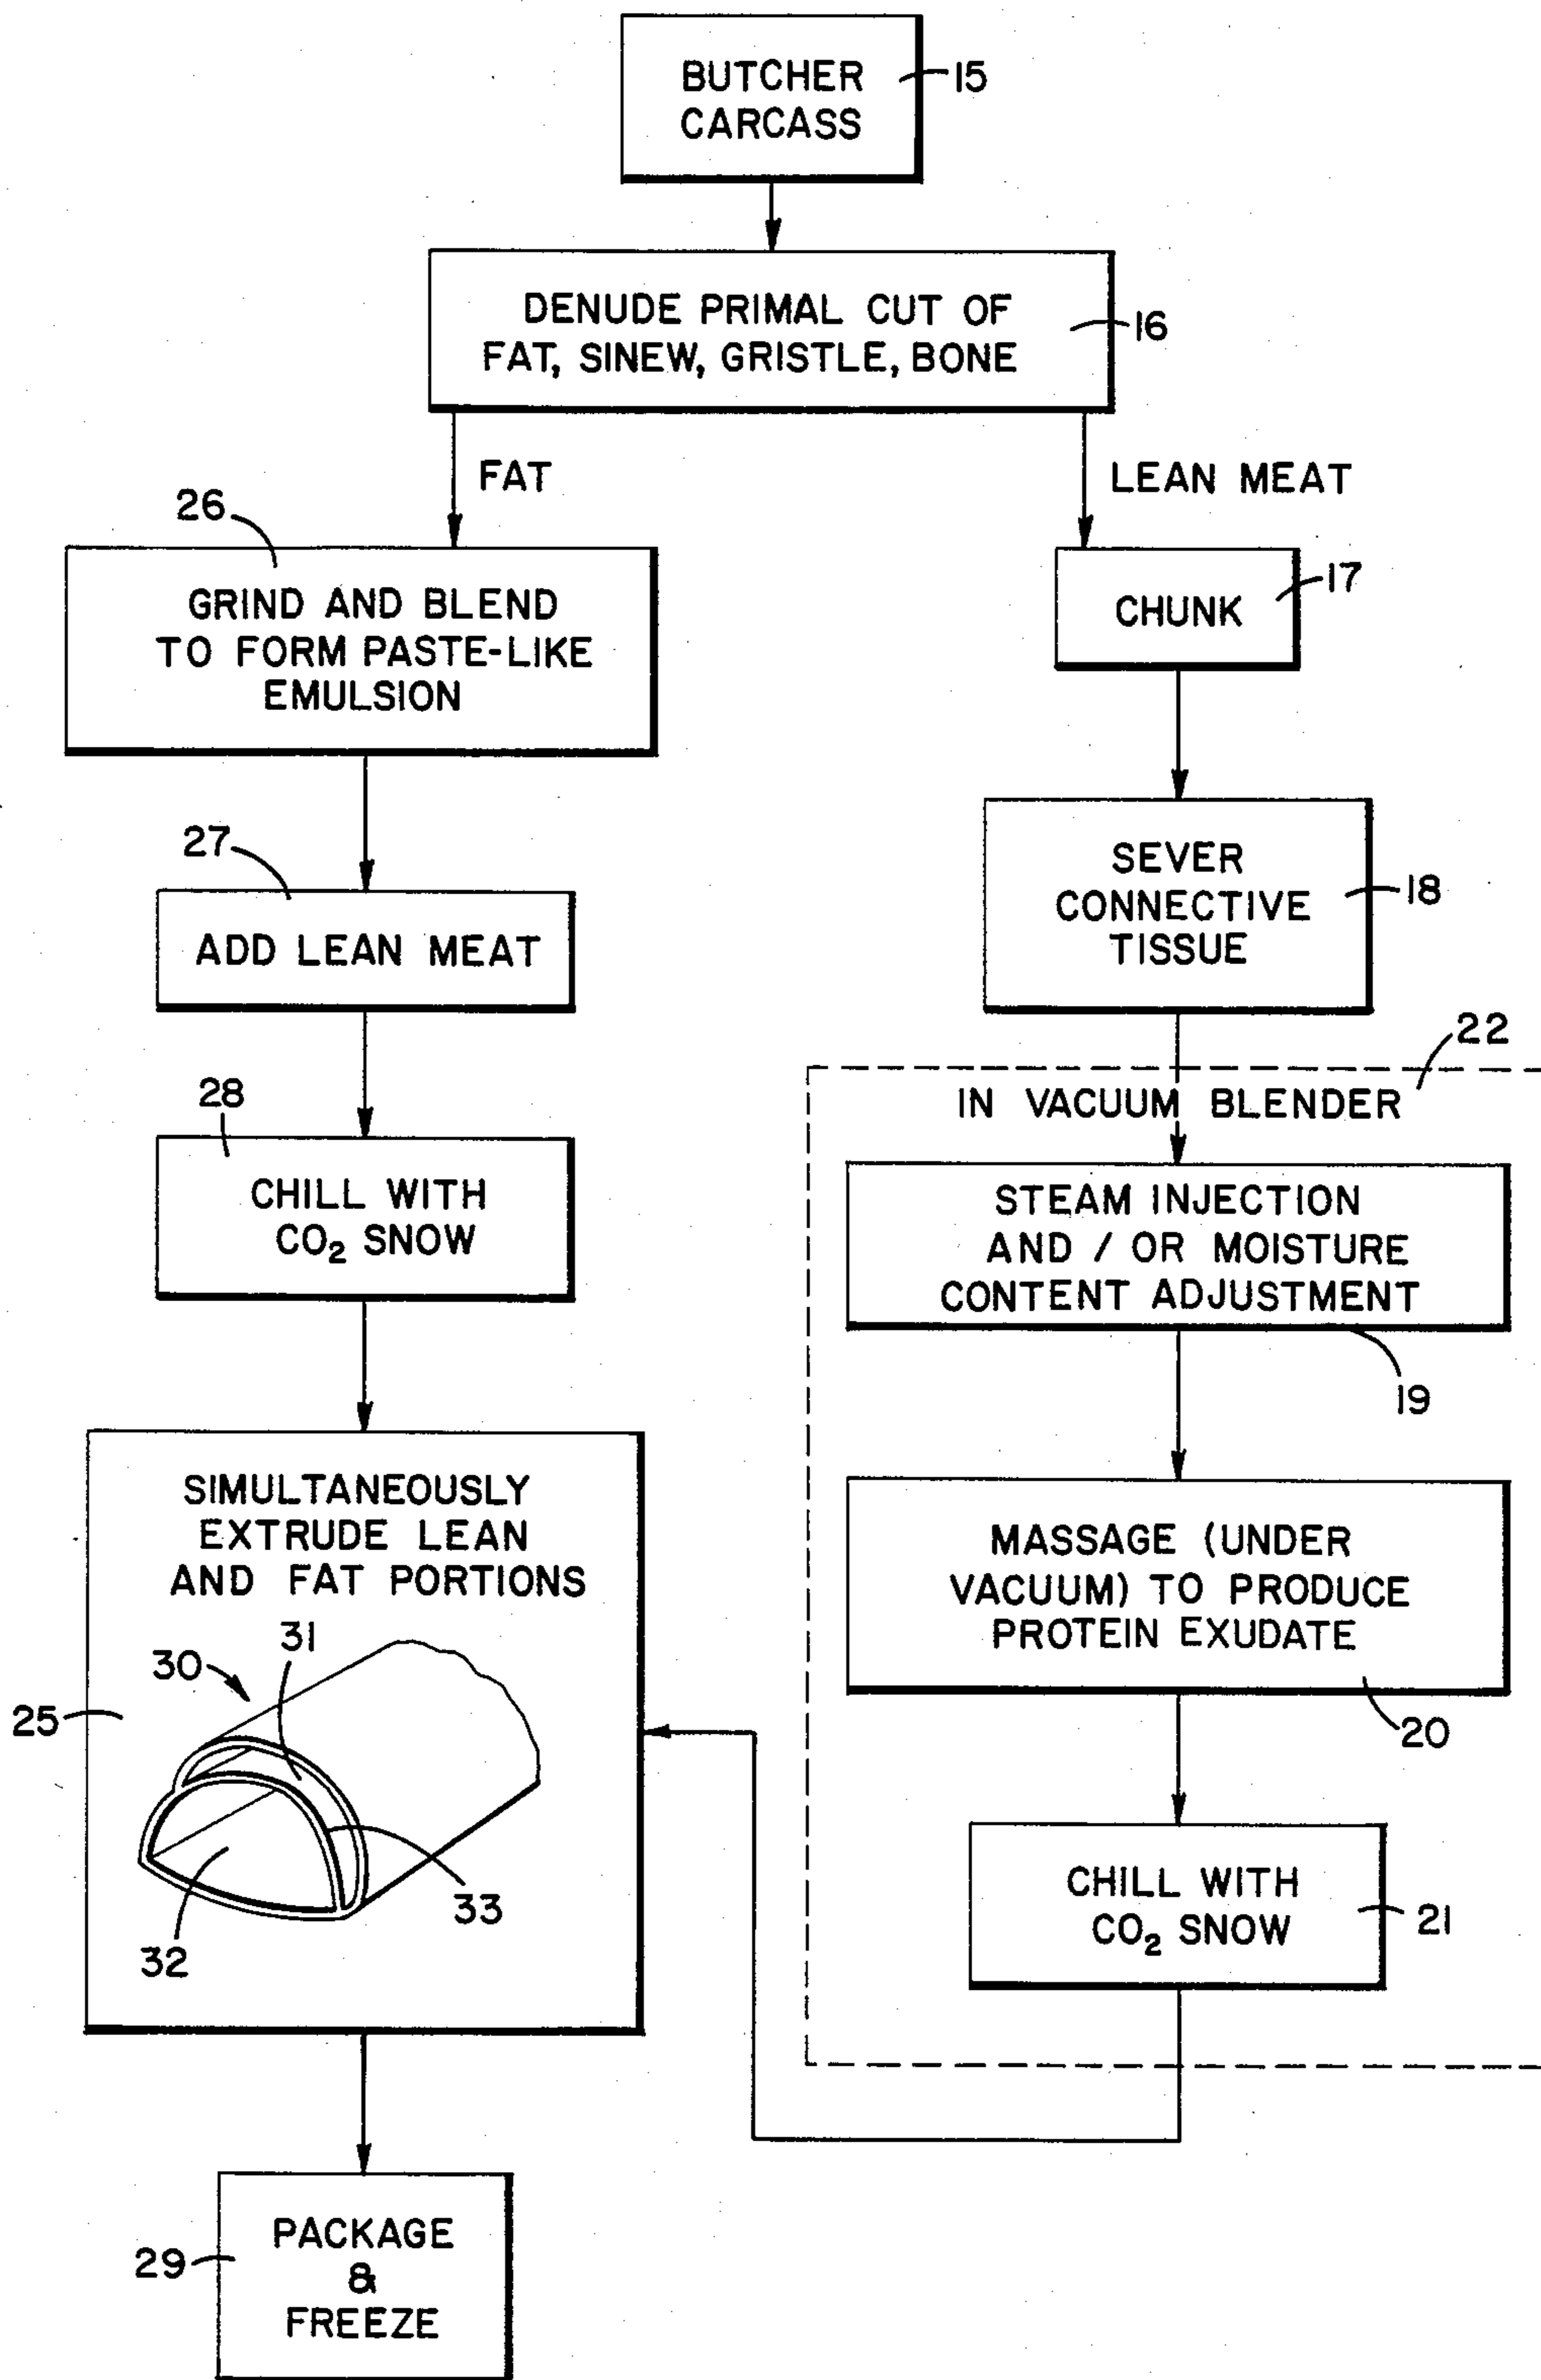 BUTCHER
CARCASS
15
DENUDE PRIMAL CUT OF
FAT, SINEW, GRISTLE, BONE
16
FAT
LEAN MEAT
26
GRIND AND BLEND
TO FORM PASTE-LIKE
EMULSION
CHUNK
17
27
ADD LEAN MEAT
SEVER
CONNECTIVE
TISSUE
18
22
IN VACUUM BLENDER
28
CHILL WITH
CO₂ SNOW
STEAM INJECTION
AND / OR MOISTURE
CONTENT ADJUSTMENT
19
SIMULTANEOUSLY
EXTRUDE LEAN
AND FAT PORTIONS
30
31
25
33
32
MASSAGE (UNDER
VACUUM) TO PRODUCE
PROTEIN EXUDATE
20
CHILL WITH
CO₂ SNOW
21
PACKAGE
&
FREEZE
29